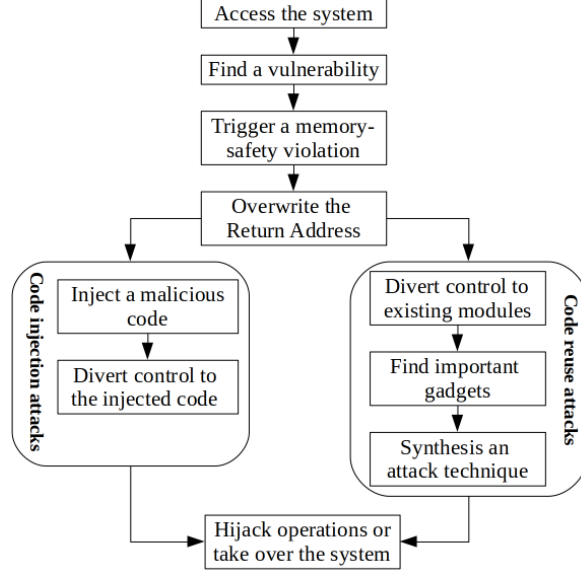 Access the system
Find a vulnerability
Trigger a memory-
safety violation
Overwrite the
Return Address
Code injection attacks
Inject a malicious
code
Divert control to
the injected code
Divert control to
existing modules
Find important
gadgets
Synthesis an
attack technique
Code reuse attacks
Hijack operations or
take over the system